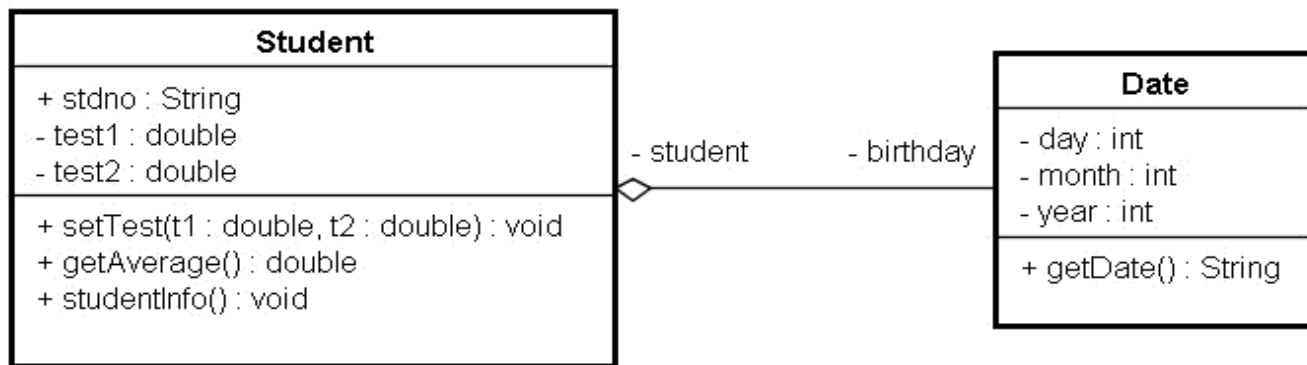 Student
+ stdno : String
- test1 : double
- test2 : double
+ setTest(t1 : double, t2 : double) : void
+ getAverage() : double
+ studentInfo() : void
- student
- birthday
Date
- day : int
- month : int
- year : int
+ getDate() : String